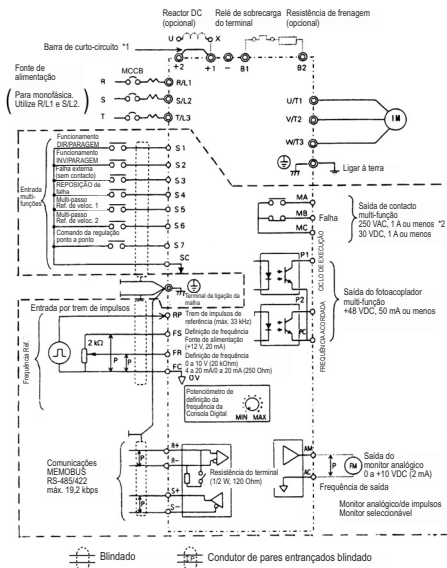 Reactor DC
(opcional)
Relé de sobrecarga
do terminal
Resistência de frenagem
(opcional)
U
X
Barra de curto-circuito *1
+2
+1
−
B1
B2
Fonte de
alimentação
MCCB
R
R/L1
Para monofásica.
Utilize R/L1 e S/L2.
S
S/L2
T
T/L3
U/T1
V/T2
W/T3
IM
Ligar à terra
Funcionamento
DIR/PARAGEM
S 1
Funcionamento
INV/PARAGEM
S 2
Falha externa
(sem contacto)
S 3
REPOSIÇÃO de
falha
S 4
Multi-passo
Ref. de veloc. 1
S 5
Multi-passo
Ref. de veloc. 2
S 6
Comando da regulação
ponto a ponto
S 7
SC
Entrada
multi-
funções
MA
MB
MC
Falha
Saída de contacto
multi-função
250 VAC, 1 A ou menos *2
30 VDC, 1 A ou menos
P1
CICLO DE EXECUÇÃO
P2
PC
FREQUÊNCIA ACORDADA
Saída do fotoacoplador
multi-função
+48 VDC, 50 mA ou menos
Terminal de ligação da
malha
Entrada por trem de impulsos
RP
Trem de impulsos de
referência (máx. 33 kHz)
Frequência Ref.
2 kΩ
P
P
FS
Definição de frequência
Fonte de alimentação
(+12 V, 20 mA)
FR
Definição de frequência
0 a 10 V (20 kOhm)
FC
4 a 20 mA/0 a 20 mA (250 Ohm)
0 V
Potenciómetro de
definição da
frequência da
Consola Digital
MIN MAX
Comunicações
MEMOBUS
RS-485/422
máx. 19,2 kbps
P
P
R+
R−
S+
S−
Resistência do terminal
(1/2 W, 120 Ohm)
AM
AC
P
FM
Saída do
monitor analógico
0 a +10 VDC (2 mA)
Frequência de saída
Monitor analógico/de impulsos
Monitor seleccionável
Blindado
P
Condutor de pares entrançados blindado